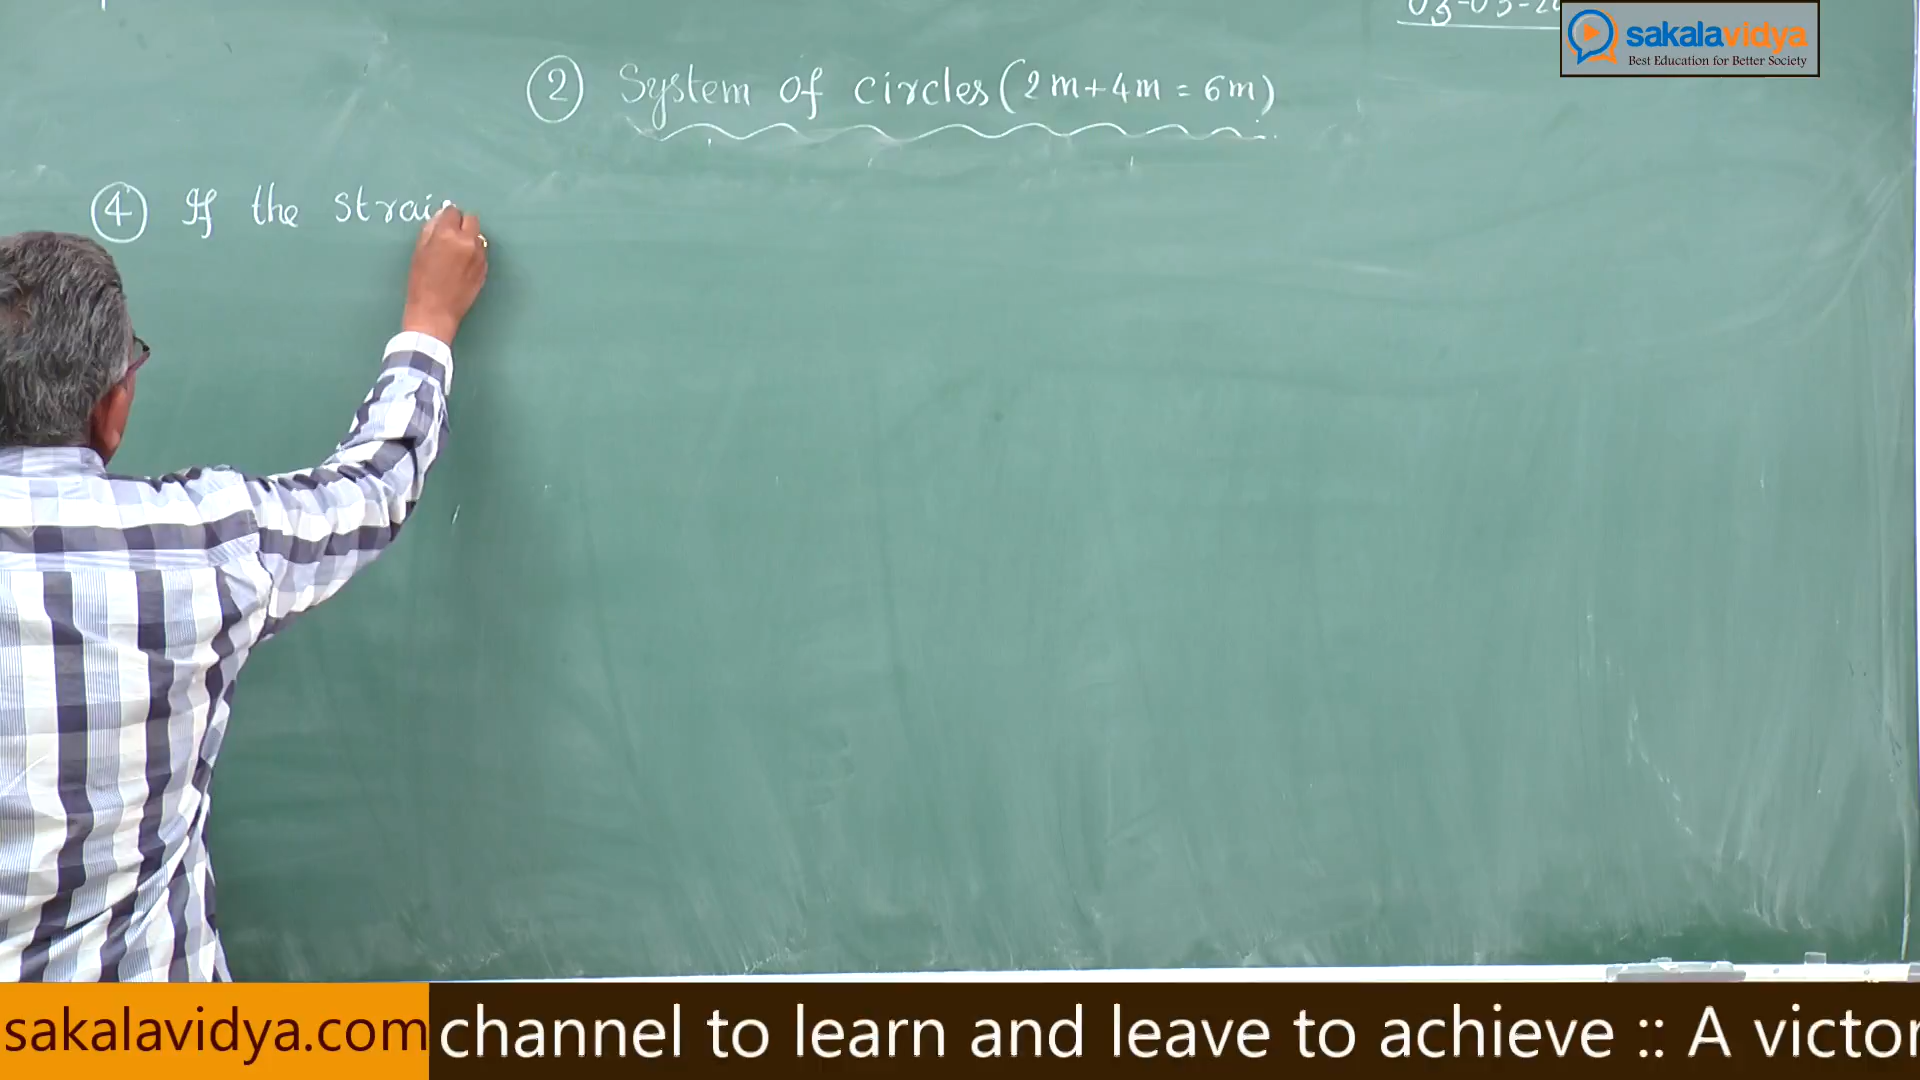 sakalavidya
Best Education for Better Society
② System of circles (2m+4m = 6m)
④ If the strai
sakalavidya.com channel to learn and leave to achieve :: A victor